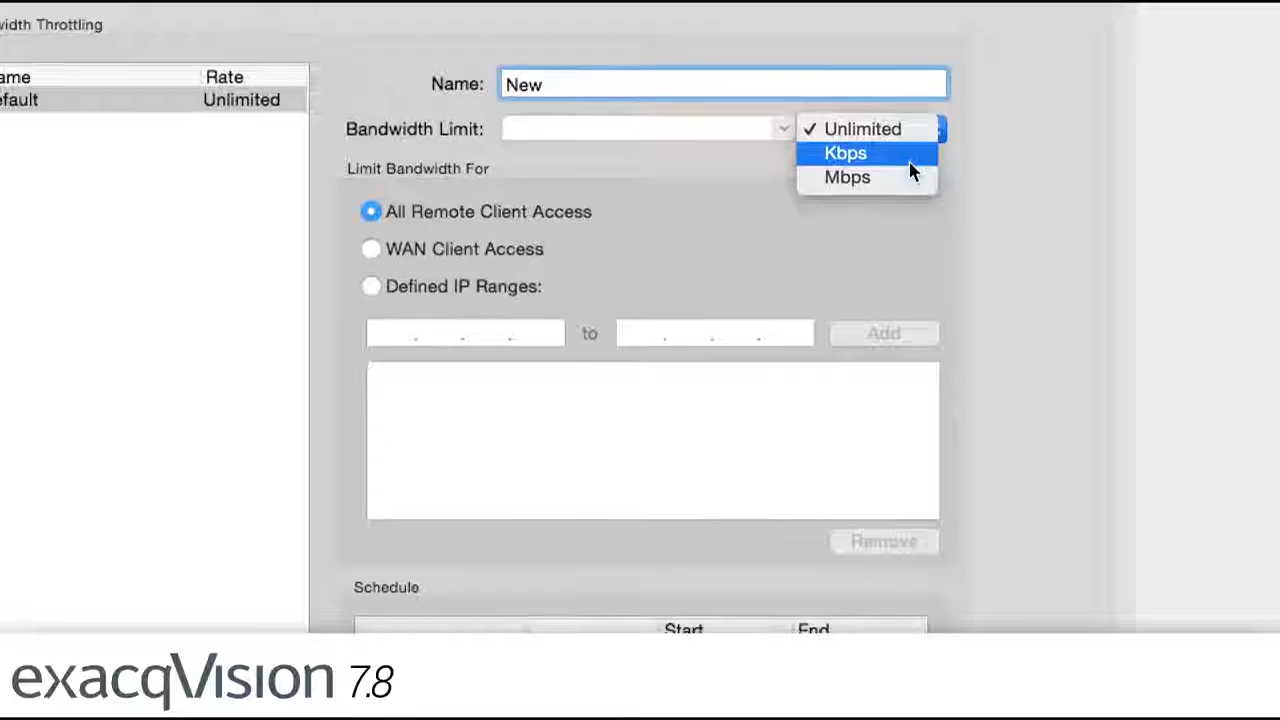 width Throttling
ame Rate
efault Unlimited
Name: New
Bandwidth Limit: ✓ Unlimited
Kbps
Mbps
Limit Bandwidth For
All Remote Client Access
WAN Client Access
Defined IP Ranges:
. . . to . . . Add
Remove
Schedule
Start End
exacqVision 7.8